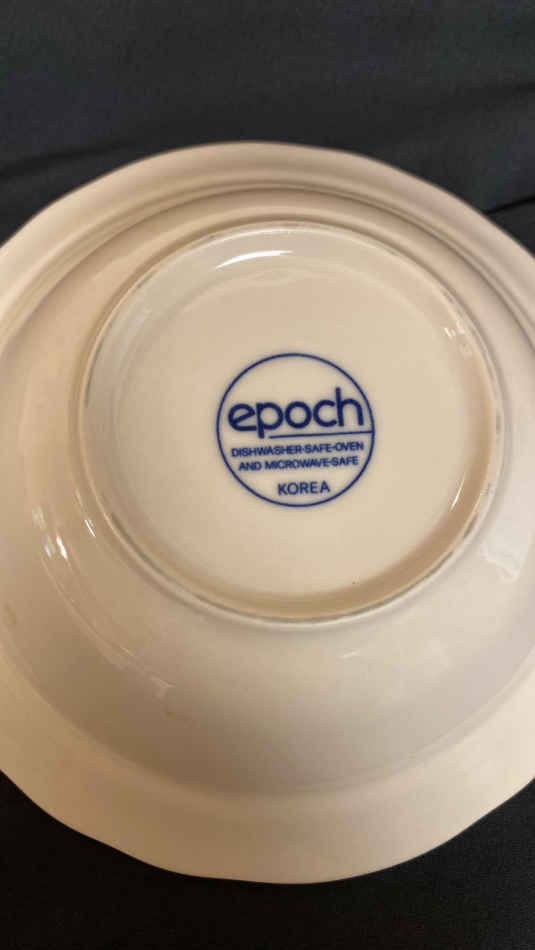 epoch
DISHWASHER-SAFE-OVEN
AND MICROWAVE-SAFE
KOREA